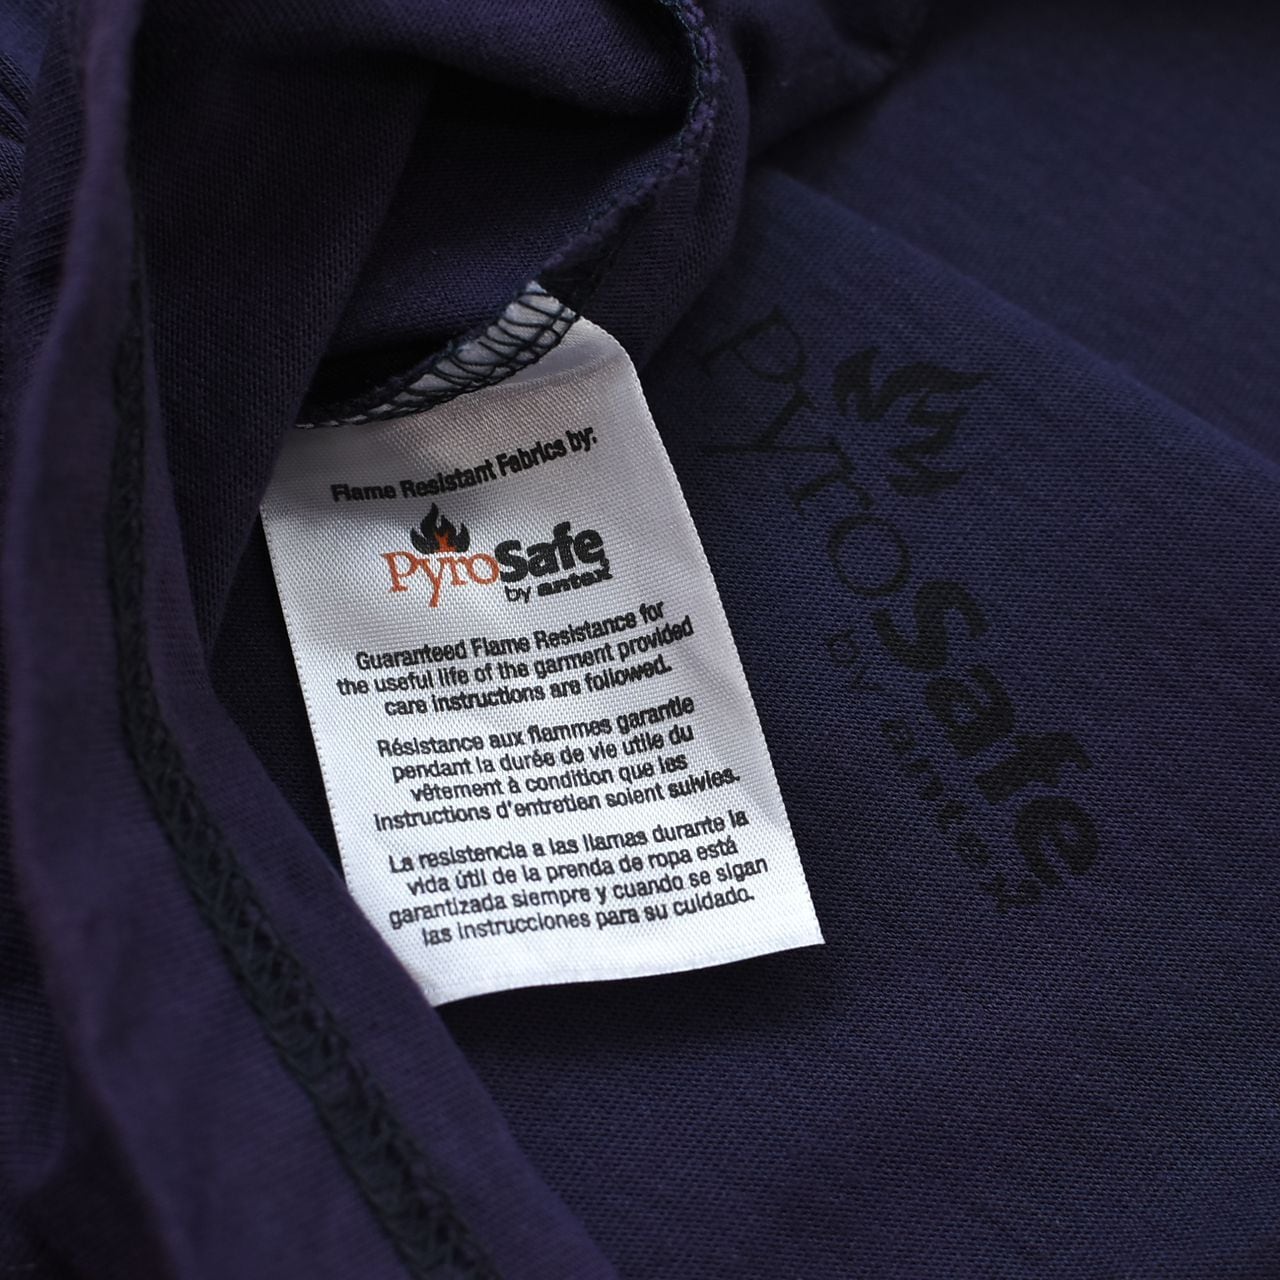 Flame Resistant Fabrics by:
PyroSafe
by antex
Guaranteed Flame Resistance for
the useful life of the garment provided
care instructions are followed.
Résistance aux flammes garantie
pendant la durée de vie utile du
vêtement à condition que les
instructions d'entretien soient suivies.
La resistencia a las llamas durante la
vida útil de la prenda de ropa está
garantizada siempre y cuando se sigan
las instrucciones para su cuidado.
PyroSafe
by antex